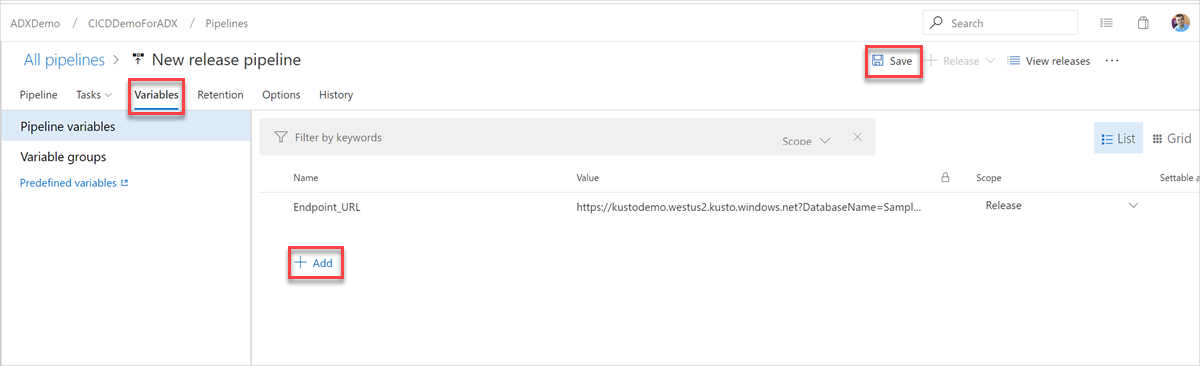 ADXDemo / CICDDemoForADX / Pipelines
Search
All pipelines > New release pipeline
Save
Release
View releases
Pipeline Tasks Variables Retention Options History
Pipeline variables
Variable groups
Predefined variables
Filter by keywords
Scope
List
Grid
Name Value Scope Settable a
Endpoint_URL https://kustodemo.westus2.kusto.windows.net?DatabaseName=Sampl... Release
+ Add